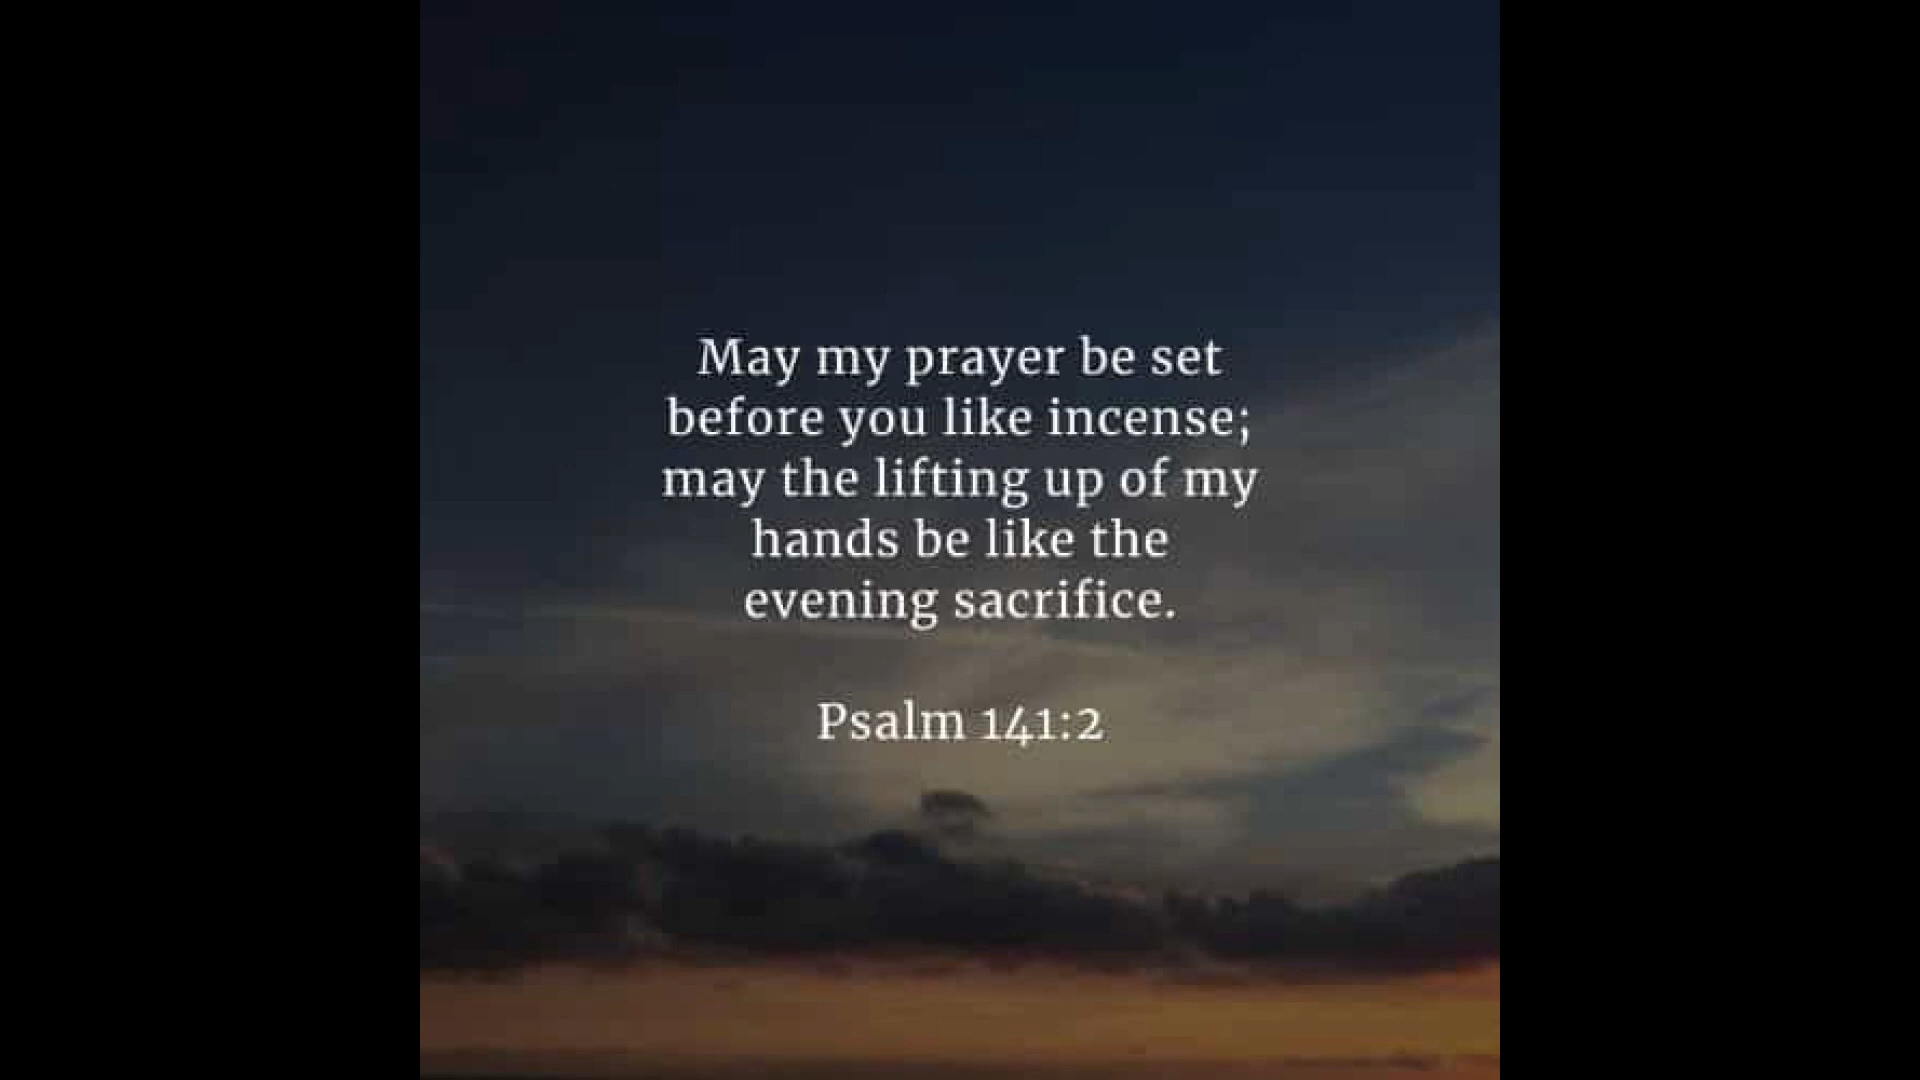 May my prayer be set
before you like incense;
may the lifting up of my
hands be like the
evening sacrifice.
Psalm 141:2